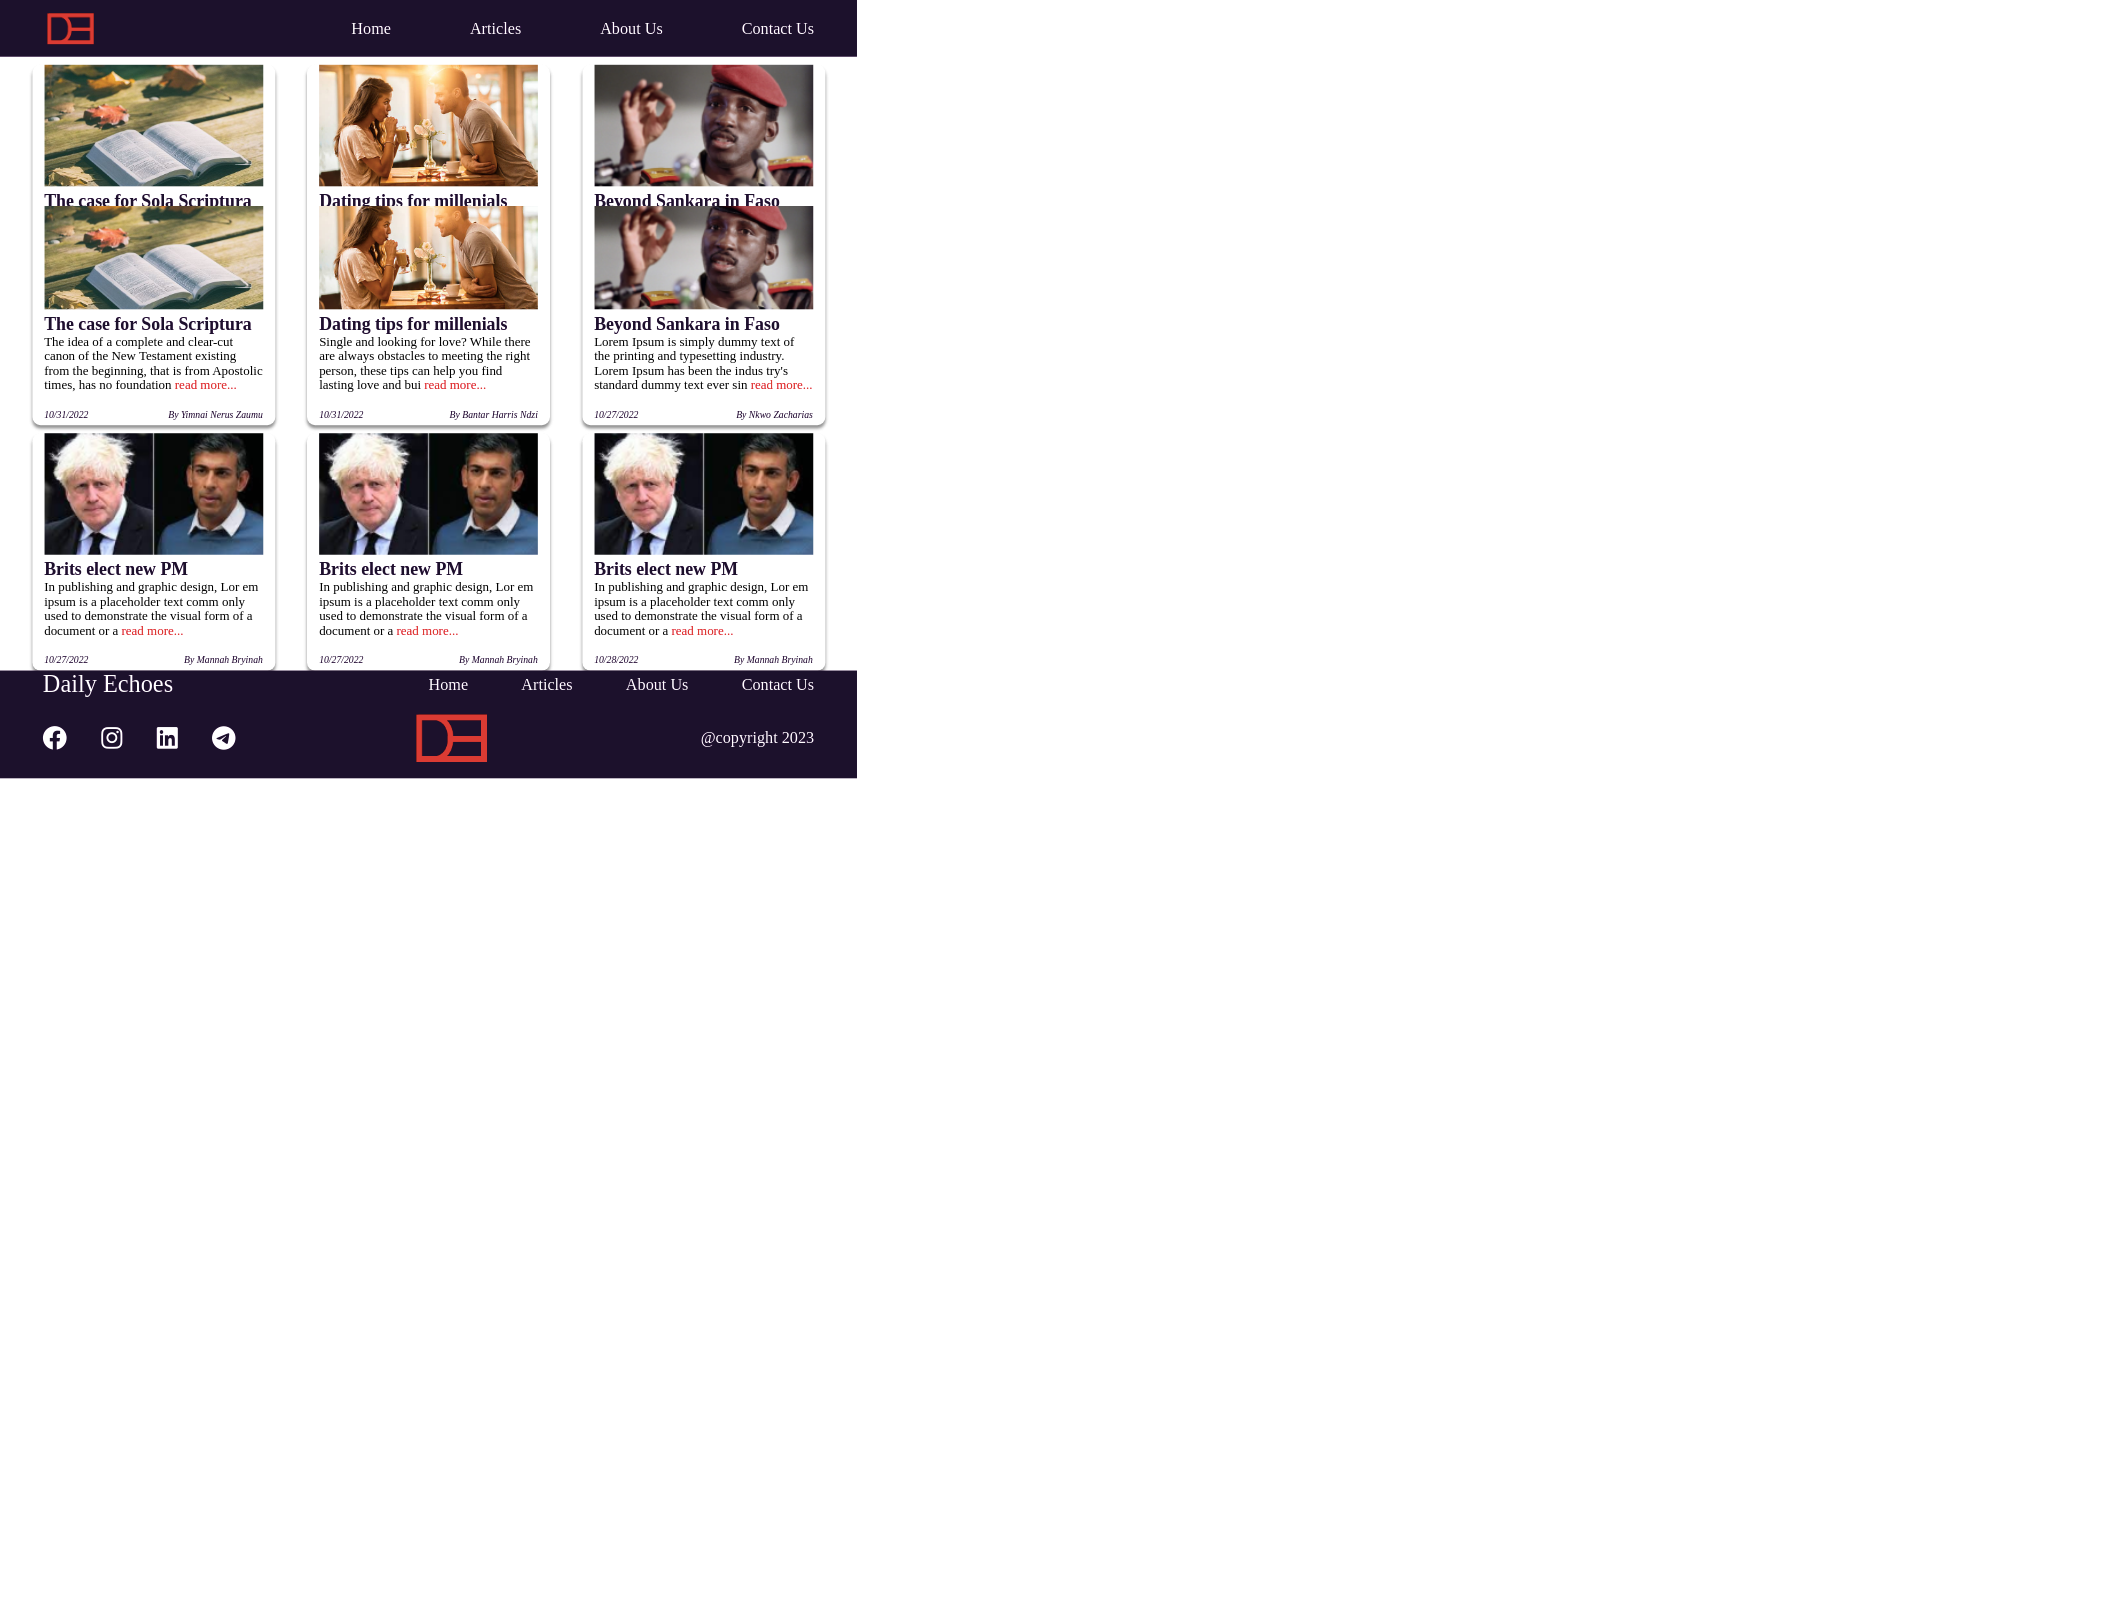 DE
Home
Articles
About Us
Contact Us
The case for Sola Scriptura
Dating tips for millenials
Beyond Sankara in Faso
The case for Sola Scriptura
The idea of a complete and clear-cut
canon of the New Testament existing
from the beginning, that is from Apostolic
times, has no foundation read more...
10/31/2022
By Yimnai Nerus Zaumu
Dating tips for millenials
Single and looking for love? While there
are always obstacles to meeting the right
person, these tips can help you find
lasting love and bui read more...
10/31/2022
By Bantar Harris Ndzi
Beyond Sankara in Faso
Lorem Ipsum is simply dummy text of
the printing and typesetting industry.
Lorem Ipsum has been the indus try's
standard dummy text ever sin read more...
10/27/2022
By Nkwo Zacharias
Brits elect new PM
In publishing and graphic design, Lor em
ipsum is a placeholder text comm only
used to demonstrate the visual form of a
document or a read more...
10/27/2022
By Mannah Bryinah
Brits elect new PM
In publishing and graphic design, Lor em
ipsum is a placeholder text comm only
used to demonstrate the visual form of a
document or a read more...
10/27/2022
By Mannah Bryinah
Brits elect new PM
In publishing and graphic design, Lor em
ipsum is a placeholder text comm only
used to demonstrate the visual form of a
document or a read more...
10/28/2022
By Mannah Bryinah
Daily Echoes
Home
Articles
About Us
Contact Us
in
DE
@copyright 2023